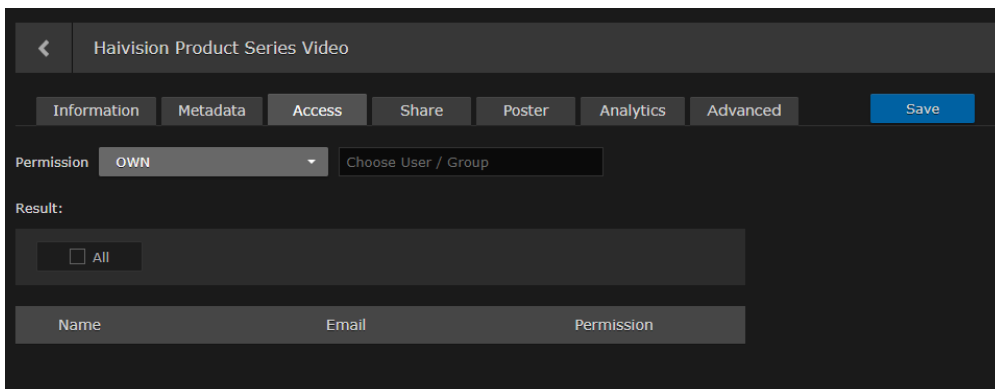 Haivision Product Series Video
Information Metadata Access Share Poster Analytics Advanced Save
Permission OWN Choose User / Group
Result:
All
Name Email Permission